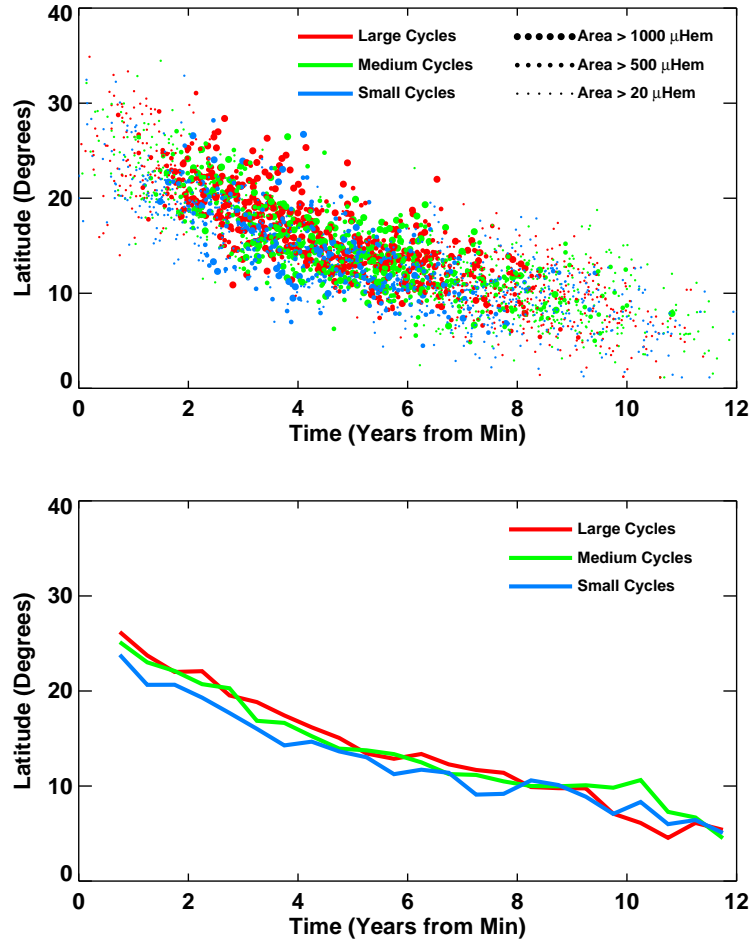 40
30
20
10
0
Latitude (Degrees)
Large Cycles
Medium Cycles
Small Cycles
Area > 1000 μHem
Area > 500 μHem
Area > 20 μHem
0 2 4 6 8 10 12
Time (Years from Min)
40
30
20
10
0
Latitude (Degrees)
Large Cycles
Medium Cycles
Small Cycles
0 2 4 6 8 10 12
Time (Years from Min)